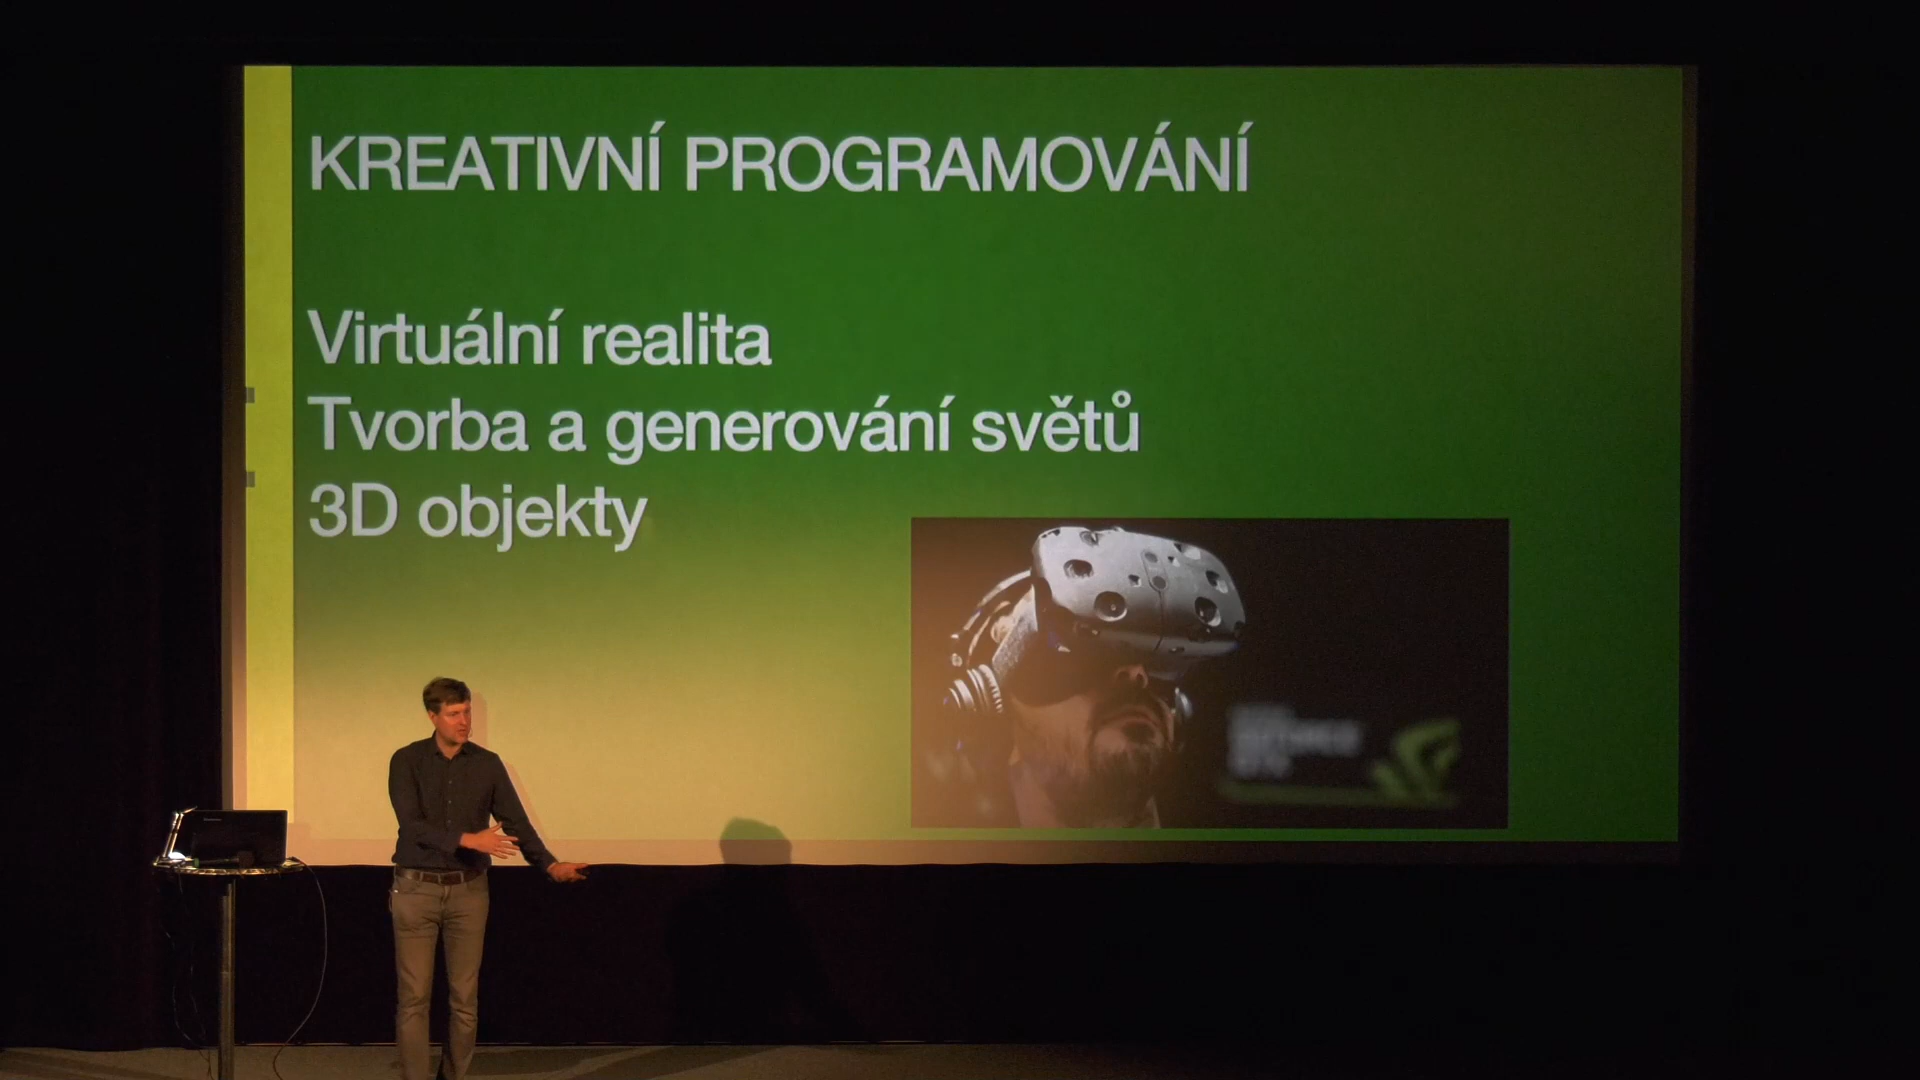 KREATIVNÍ PROGRAMOVÁNÍ
Virtuální realita
Tvorba a generování světů
3D objekty